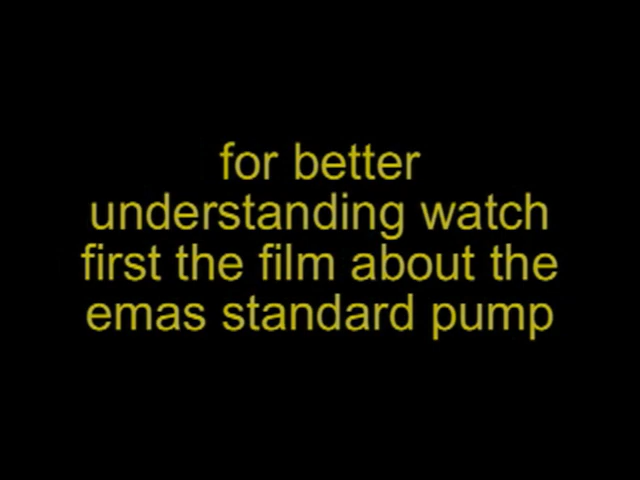 for better
understanding watch
first the film about the
emas standard pump